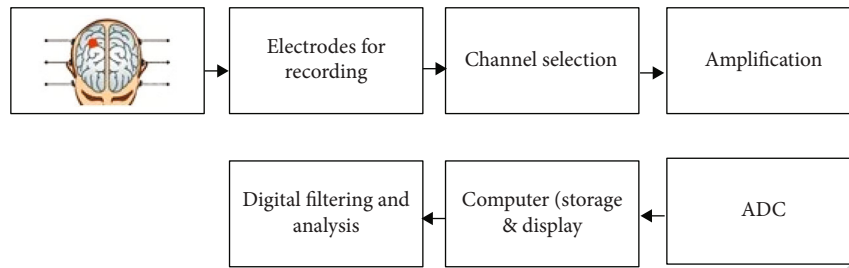 Electrodes for
recording
Channel selection
Amplification
Digital filtering and
analysis
Computer (storage
& display
ADC